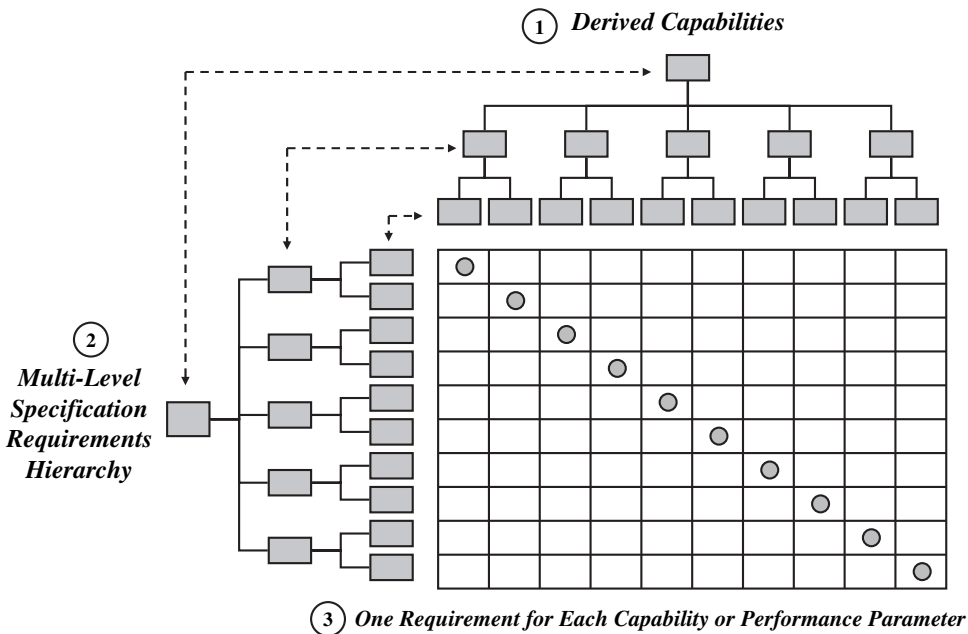 1 Derived Capabilities
2
Multi-Level
Specification
Requirements
Hierarchy
3 One Requirement for Each Capability or Performance Parameter